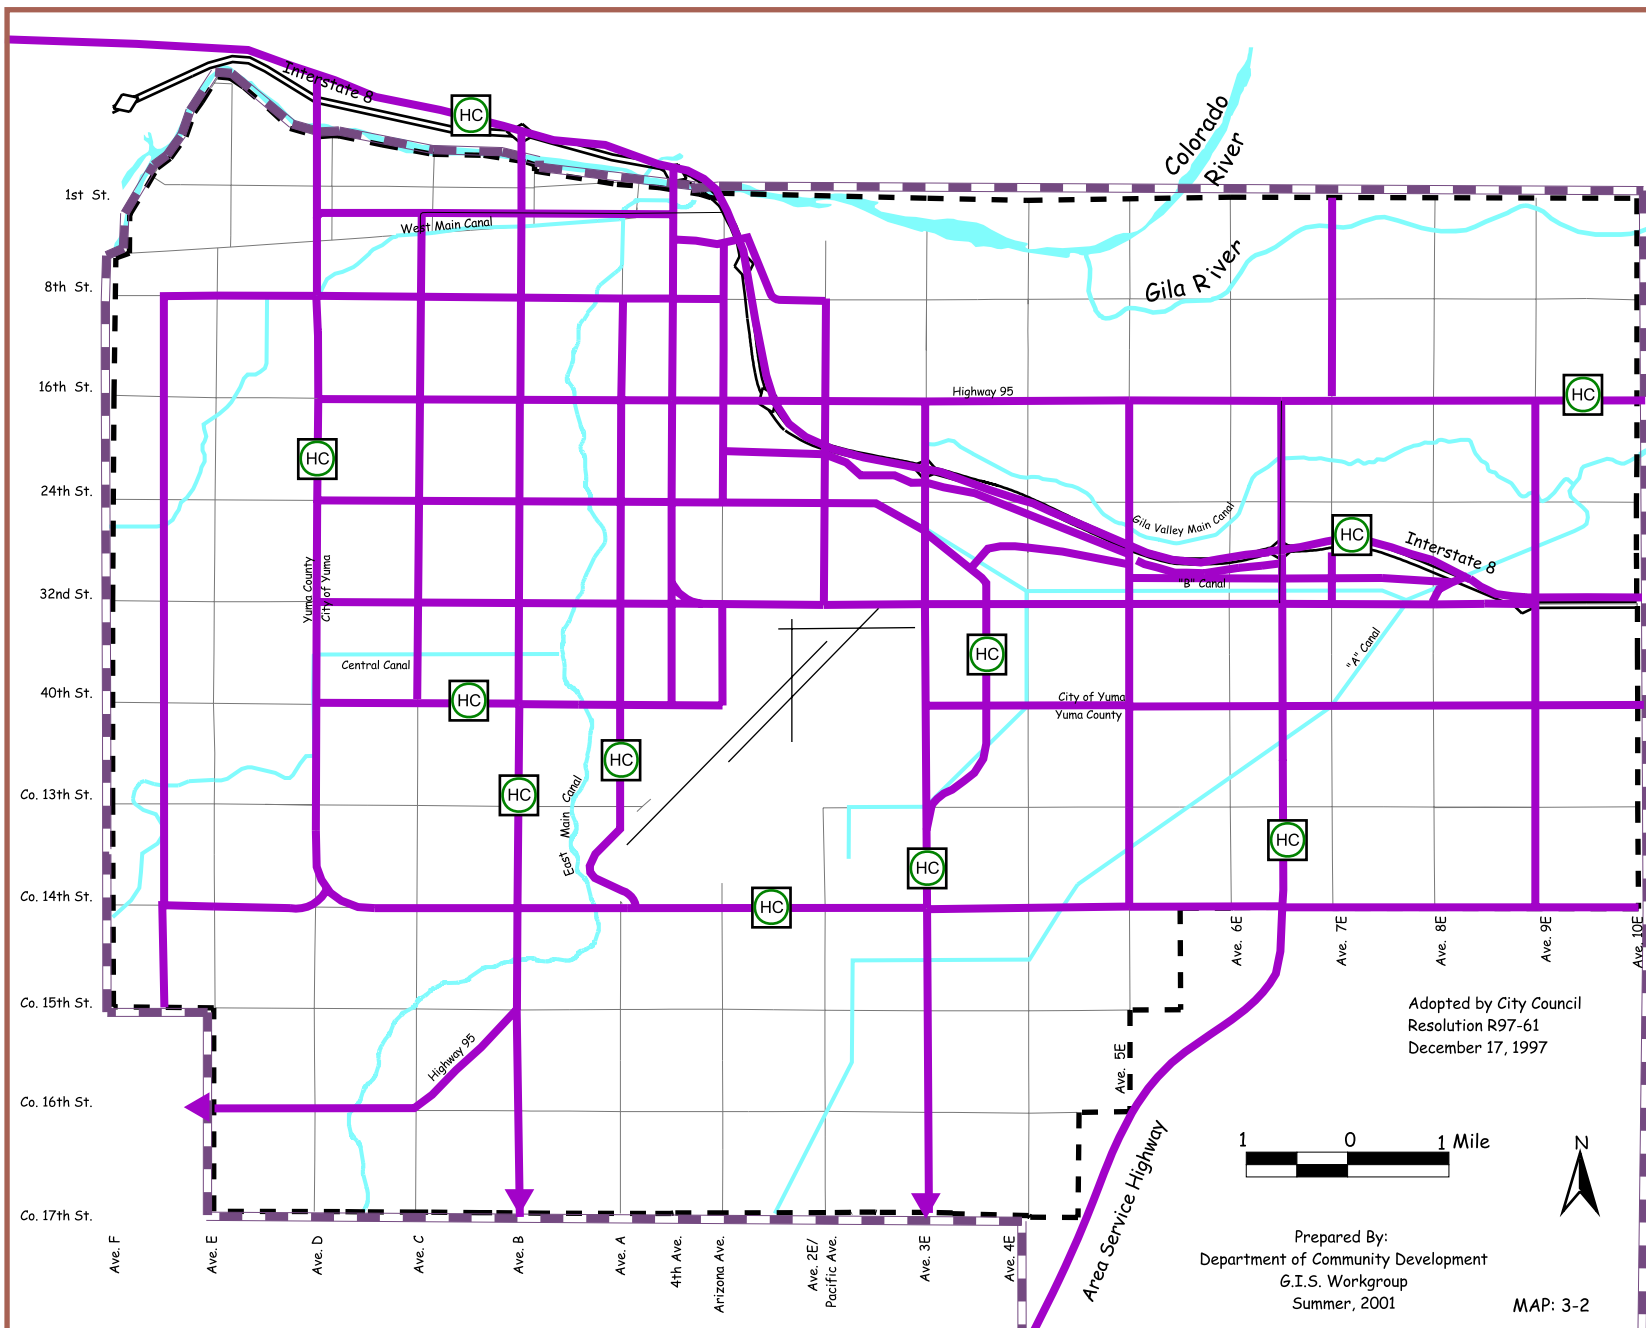 Interstate 8
HC
Colorado
River
1st St.
West Main Canal
Gila River
8th St.
16th St.
Highway 95
HC
HC
24th St.
Gila Valley Main Canal
HC
Interstate 8
Yuma County
City of Yuma
32nd St.
"B" Canal
Central Canal
HC
"A" Canal
40th St.
HC
City of Yuma
Yuma County
HC
Co. 13th St.
HC
East Main Canal
HC
HC
Co. 14th St.
HC
Ave. 6E
Ave. 7E
Ave. 8E
Ave. 9E
Ave. 10E
Co. 15th St.
Adopted by City Council
Resolution R97-61
December 17, 1997
Highway 95
Ave. 5E
Co. 16th St.
1 0 1 Mile
N
Area Service Highway
Co. 17th St.
Ave. F
Ave. E
Ave. D
Ave. C
Ave. B
Ave. A
4th Ave.
Arizona Ave.
Ave. 2E/
Pacific Ave.
Ave. 3E
Ave. 4E
Prepared By:
Department of Community Development
G.I.S. Workgroup
Summer, 2001
MAP: 3-2